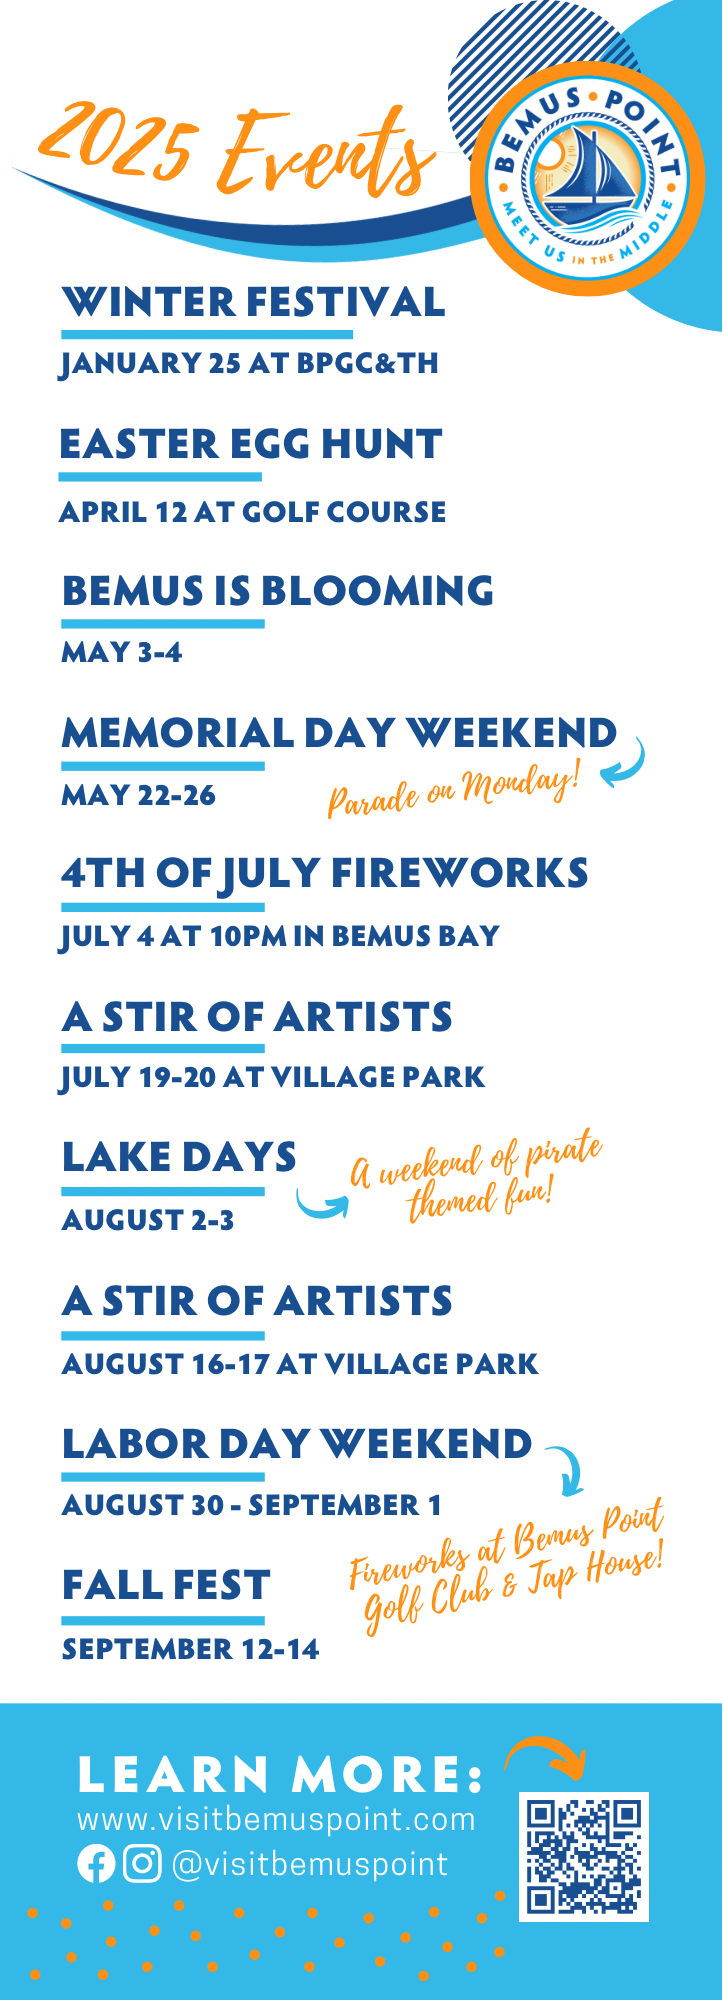 2025 Events
BEMUS • POINT
MEET US IN THE MIDDLE
WINTER FESTIVAL
JANUARY 25 AT BPGC&TH
EASTER EGG HUNT
APRIL 12 AT GOLF COURSE
BEMUS IS BLOOMING
MAY 3-4
MEMORIAL DAY WEEKEND
MAY 22-26
Parade on Monday!
4TH OF JULY FIREWORKS
JULY 4 AT 10PM IN BEMUS BAY
A STIR OF ARTISTS
JULY 19-20 AT VILLAGE PARK
LAKE DAYS
AUGUST 2-3
A weekend of pirate
themed fun!
A STIR OF ARTISTS
AUGUST 16-17 AT VILLAGE PARK
LABOR DAY WEEKEND
AUGUST 30 - SEPTEMBER 1
Fireworks at Bemus Point
Golf Club & Tap House!
FALL FEST
SEPTEMBER 12-14
LEARN MORE:
www.visitbemuspoint.com
@visitbemuspoint